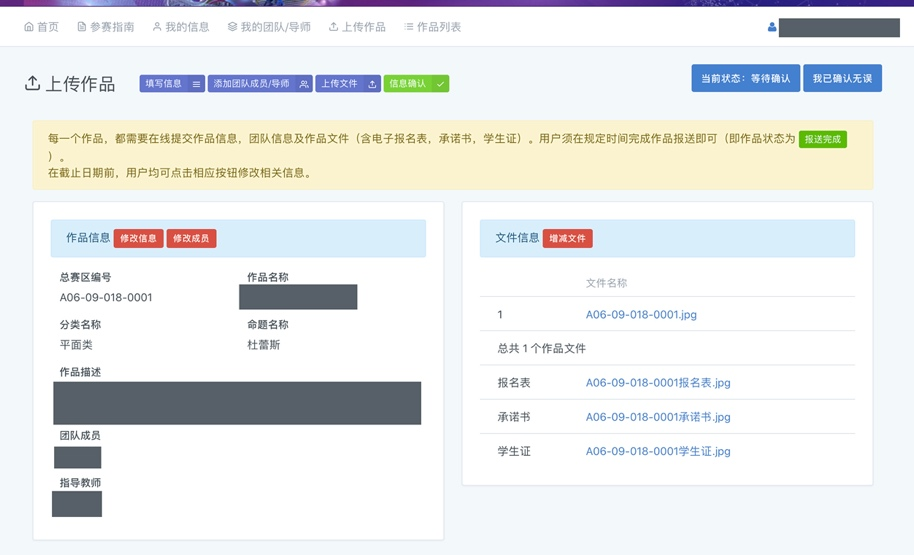 首页 参赛指南 我的信息 我的团队/导师 上传作品 作品列表
上传作品 填写信息 添加团队成员/导师 上传文件 信息确认 当前状态：等待确认 我已确认无误
每一个作品，都需要在线提交作品信息，团队信息及作品文件（含电子报名表，承诺书，学生证）。用户须在规定时间完成作品报送即可（即作品状态为 报送完成
）。
在截止日期前，用户均可点击相应按钮修改相关信息。
作品信息 修改信息 修改成员
总赛区编号 作品名称
A06-09-018-0001
分类名称 命题名称
平面类 杜蕾斯
作品描述
团队成员
指导教师
文件信息 增减文件
文件名称
1 A06-09-018-0001.jpg
总共 1 个作品文件
报名表 A06-09-018-0001报名表.jpg
承诺书 A06-09-018-0001承诺书.jpg
学生证 A06-09-018-0001学生证.jpg